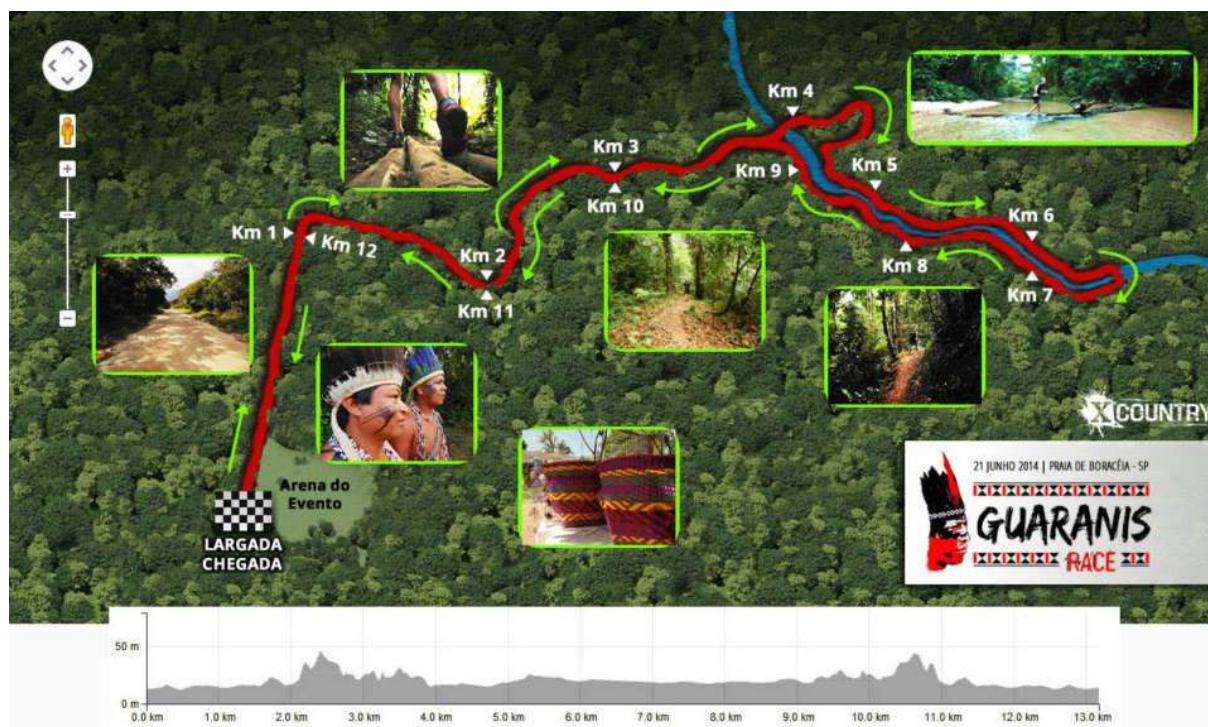 Km 4
Km 3
Km 9
Km 5
Km 10
Km 1
Km 12
Km 2
Km 6
Km 8
Km 7
Km 11
XCOUNTRY
21 JUNHO 2014 | PRAIA DE BORACÉIA - SP
GUARANIS
RACE
Arena do
Evento
LARGADA
CHEGADA
50 m
0 m
0.0 km 1.0 km 2.0 km 3.0 km 4.0 km 5.0 km 6.0 km 7.0 km 8.0 km 9.0 km 10.0 km 11.0 km 12.0 km 13.0 km